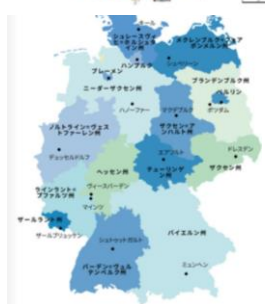 キール
シュレースヴィ
ヒ=ホルシュタイ
ン州
メクレンブルク=フォア
ポンメルン州
シュヴェリーン
ハンブルク
ブレーメン
ニーダーザクセン州
ブランデンブルク州
ベルリン
ポツダム
ハノーファー
マクデブルク
ノルトライン=ヴェス
トファーレン州
ザクセン=ア
ンハルト州
デュッセルドルフ
ドレスデン
エアフルト
ヘッセン州
テューリンゲ
ン州
ザクセン州
ラインラント=
プファルツ州
ヴィースバーデン
マインツ
ザールラント州
ザールブリュッケン
シュトゥットガルト
バイエルン州
バーデン=ヴュル
テンベルク州
ミュンヘン